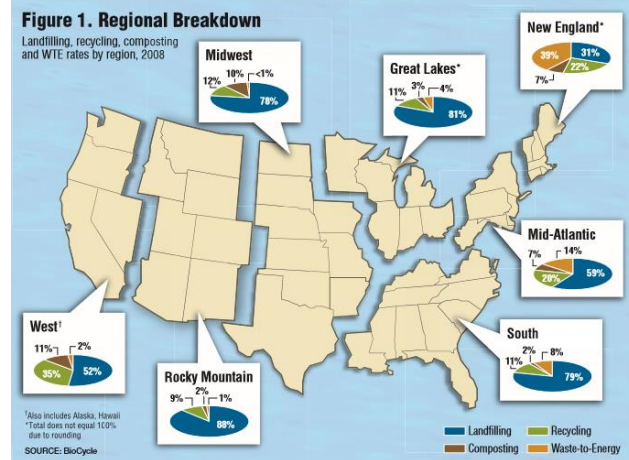 Figure 1. Regional Breakdown
Landfilling, recycling, composting
and WTE rates by region, 2008
Midwest
12%
10%
<1%
78%
Great Lakes*
11%
3%
4%
81%
New England*
39%
31%
7%
22%
Mid-Atlantic
7%
14%
20%
59%
West†
11%
2%
35%
52%
Rocky Mountain
9%
2%
1%
88%
South
11%
2%
8%
79%
†Also includes Alaska, Hawaii
*Total does not equal 100%
due to rounding
SOURCE: BioCycle
Landfilling
Recycling
Composting
Waste-to-Energy